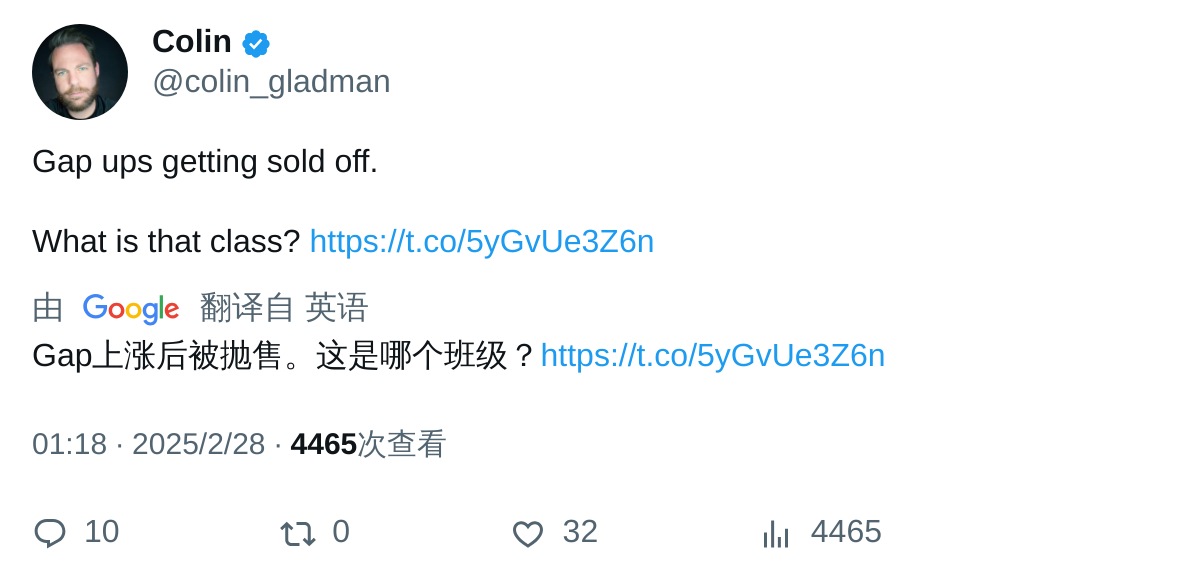 Colin
@colin_gladman
Gap ups getting sold off.
What is that class? https://t.co/5yGvUe3Z6n
由 Google 翻译自 英语
Gap上涨后被抛售。这是哪个班级？https://t.co/5yGvUe3Z6n
01:18 · 2025/2/28 · 4465次查看
10 0 32 4465